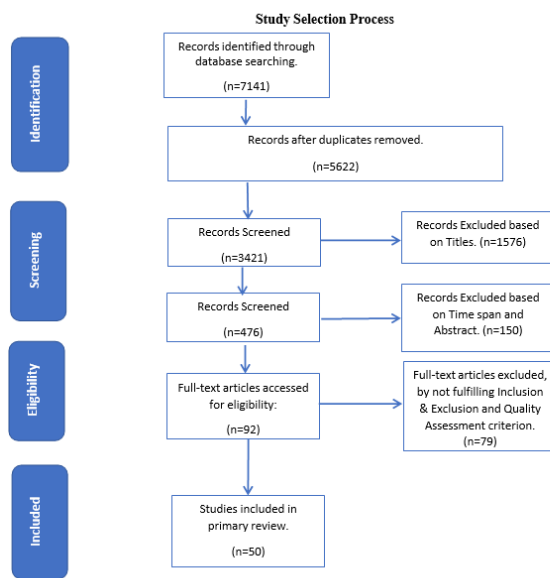 Study Selection Process
Identification
Records identified through
database searching.
(n=7141)
Records after duplicates removed.
(n=5622)
Screening
Records Screened
(n=3421)
Records Excluded based
on Titles. (n=1576)
Records Screened
(n=476)
Records Excluded based
on Time span and
Abstract. (n=150)
Eligibility
Full-text articles accessed
for eligibility:
(n=92)
Full-text articles excluded,
by not fulfilling Inclusion
& Exclusion and Quality
Assessment criterion.
(n=79)
Included
Studies included in
primary review.
(n=50)